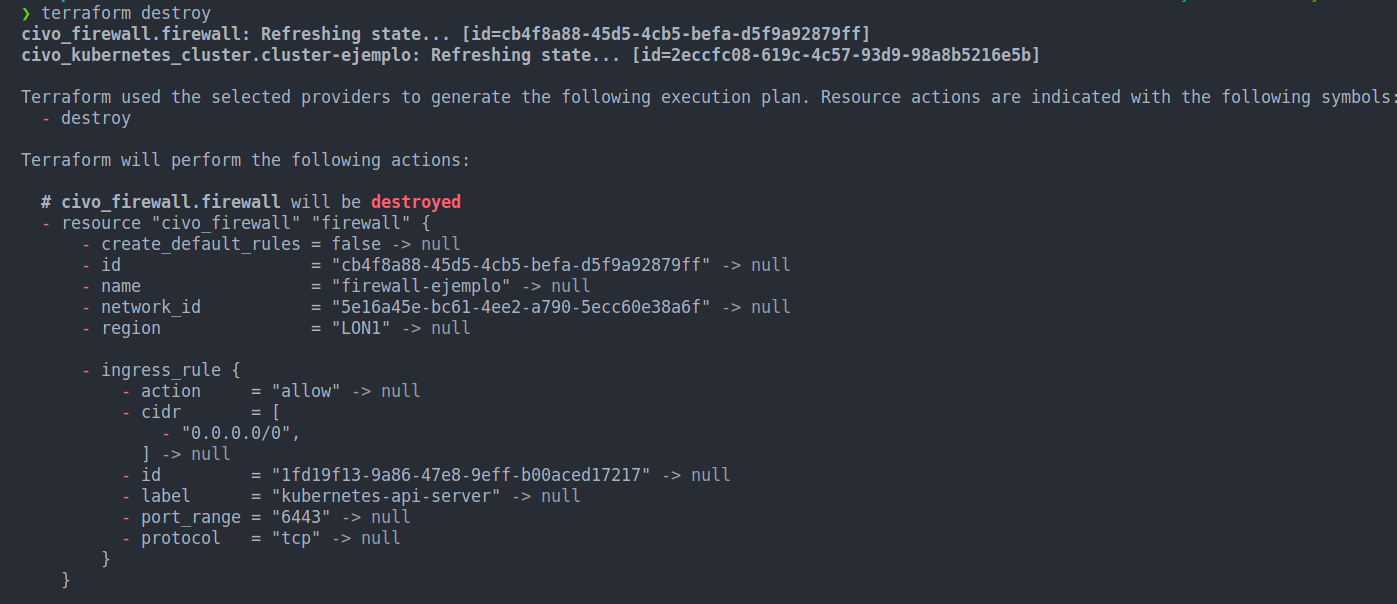 ❯ terraform destroy
civo_firewall.firewall: Refreshing state... [id=cb4f8a88-45d5-4cb5-befa-d5f9a92879ff]
civo_kubernetes_cluster.cluster-ejemplo: Refreshing state... [id=2eccfc08-619c-4c57-93d9-98a8b5216e5b]
Terraform used the selected providers to generate the following execution plan. Resource actions are indicated with the following symbols:
- destroy
Terraform will perform the following actions:
# civo_firewall.firewall will be destroyed
- resource "civo_firewall" "firewall" {
- create_default_rules = false -> null
- id = "cb4f8a88-45d5-4cb5-befa-d5f9a92879ff" -> null
- name = "firewall-ejemplo" -> null
- network_id = "5e16a45e-bc61-4ee2-a790-5ecc60e38a6f" -> null
- region = "LON1" -> null
- ingress_rule {
- action = "allow" -> null
- cidr = [
- "0.0.0.0/0",
] -> null
- id = "1fd19f13-9a86-47e8-9eff-b00aced17217" -> null
- label = "kubernetes-api-server" -> null
- port_range = "6443" -> null
- protocol = "tcp" -> null
}
}